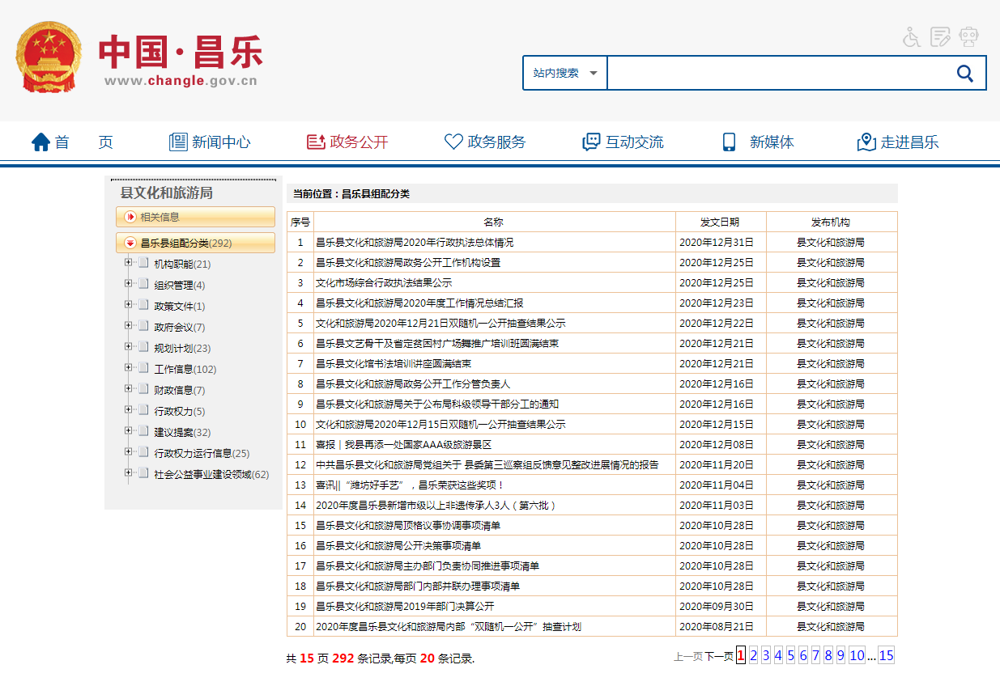 中国·昌乐
www.changle.gov.cn
站内搜索
首 页 新闻中心 政务公开 政务服务 互动交流 新媒体 走进昌乐
县文化和旅游局
相关信息
昌乐县组配分类(292)
机构职能(21)
组织管理(4)
政策文件(1)
政府会议(7)
规划计划(23)
工作信息(102)
财政信息(7)
行政权力(5)
建议提案(32)
行政权力运行信息(25)
社会公益事业建设领域(62)
当前位置：昌乐县组配分类
序号 名称 发文日期 发布机构
1 昌乐县文化和旅游局2020年行政执法总体情况 2020年12月31日 县文化和旅游局
2 昌乐县文化和旅游局政务公开工作机构设置 2020年12月25日 县文化和旅游局
3 文化市场综合行政执法结果公示 2020年12月25日 县文化和旅游局
4 昌乐县文化和旅游局2020年度工作情况总结汇报 2020年12月23日 县文化和旅游局
5 文化和旅游局2020年12月21日双随机一公开抽查结果公示 2020年12月22日 县文化和旅游局
6 昌乐县文艺骨干及省定贫困村广场舞推广培训班圆满结束 2020年12月21日 县文化和旅游局
7 昌乐县文化馆书法培训讲座圆满结束 2020年12月21日 县文化和旅游局
8 昌乐县文化和旅游局政务公开工作分管负责人 2020年12月16日 县文化和旅游局
9 昌乐县文化和旅游局关于公布局科级领导干部分工的通知 2020年12月16日 县文化和旅游局
10 文化和旅游局2020年12月15日双随机一公开抽查结果公示 2020年12月15日 县文化和旅游局
11 喜报｜我县再添一处国家AAA级旅游景区 2020年12月08日 县文化和旅游局
12 中共昌乐县文化和旅游局党组关于 县委第三巡察组反馈意见整改进展情况的报告 2020年11月20日 县文化和旅游局
13 喜讯||“潍坊好手艺”，昌乐荣获这些奖项！ 2020年11月04日 县文化和旅游局
14 2020年度昌乐县新增市级以上非遗传承人3人（第六批） 2020年11月03日 县文化和旅游局
15 昌乐县文化和旅游局顶格议事协调事项清单 2020年10月28日 县文化和旅游局
16 昌乐县文化和旅游局公开决策事项清单 2020年10月28日 县文化和旅游局
17 昌乐县文化和旅游局主办部门负责协同推进事项清单 2020年10月28日 县文化和旅游局
18 昌乐县文化和旅游局部门内部并联办理事项清单 2020年10月28日 县文化和旅游局
19 昌乐县文化和旅游局2019年部门决算公开 2020年09月30日 县文化和旅游局
20 2020年度昌乐县文化和旅游局内部“双随机一公开”抽查计划 2020年08月21日 县文化和旅游局
共 15 页 292 条记录,每页 20 条记录. 上一页 下一页 1 2 3 4 5 6 7 8 9 10 ... 15